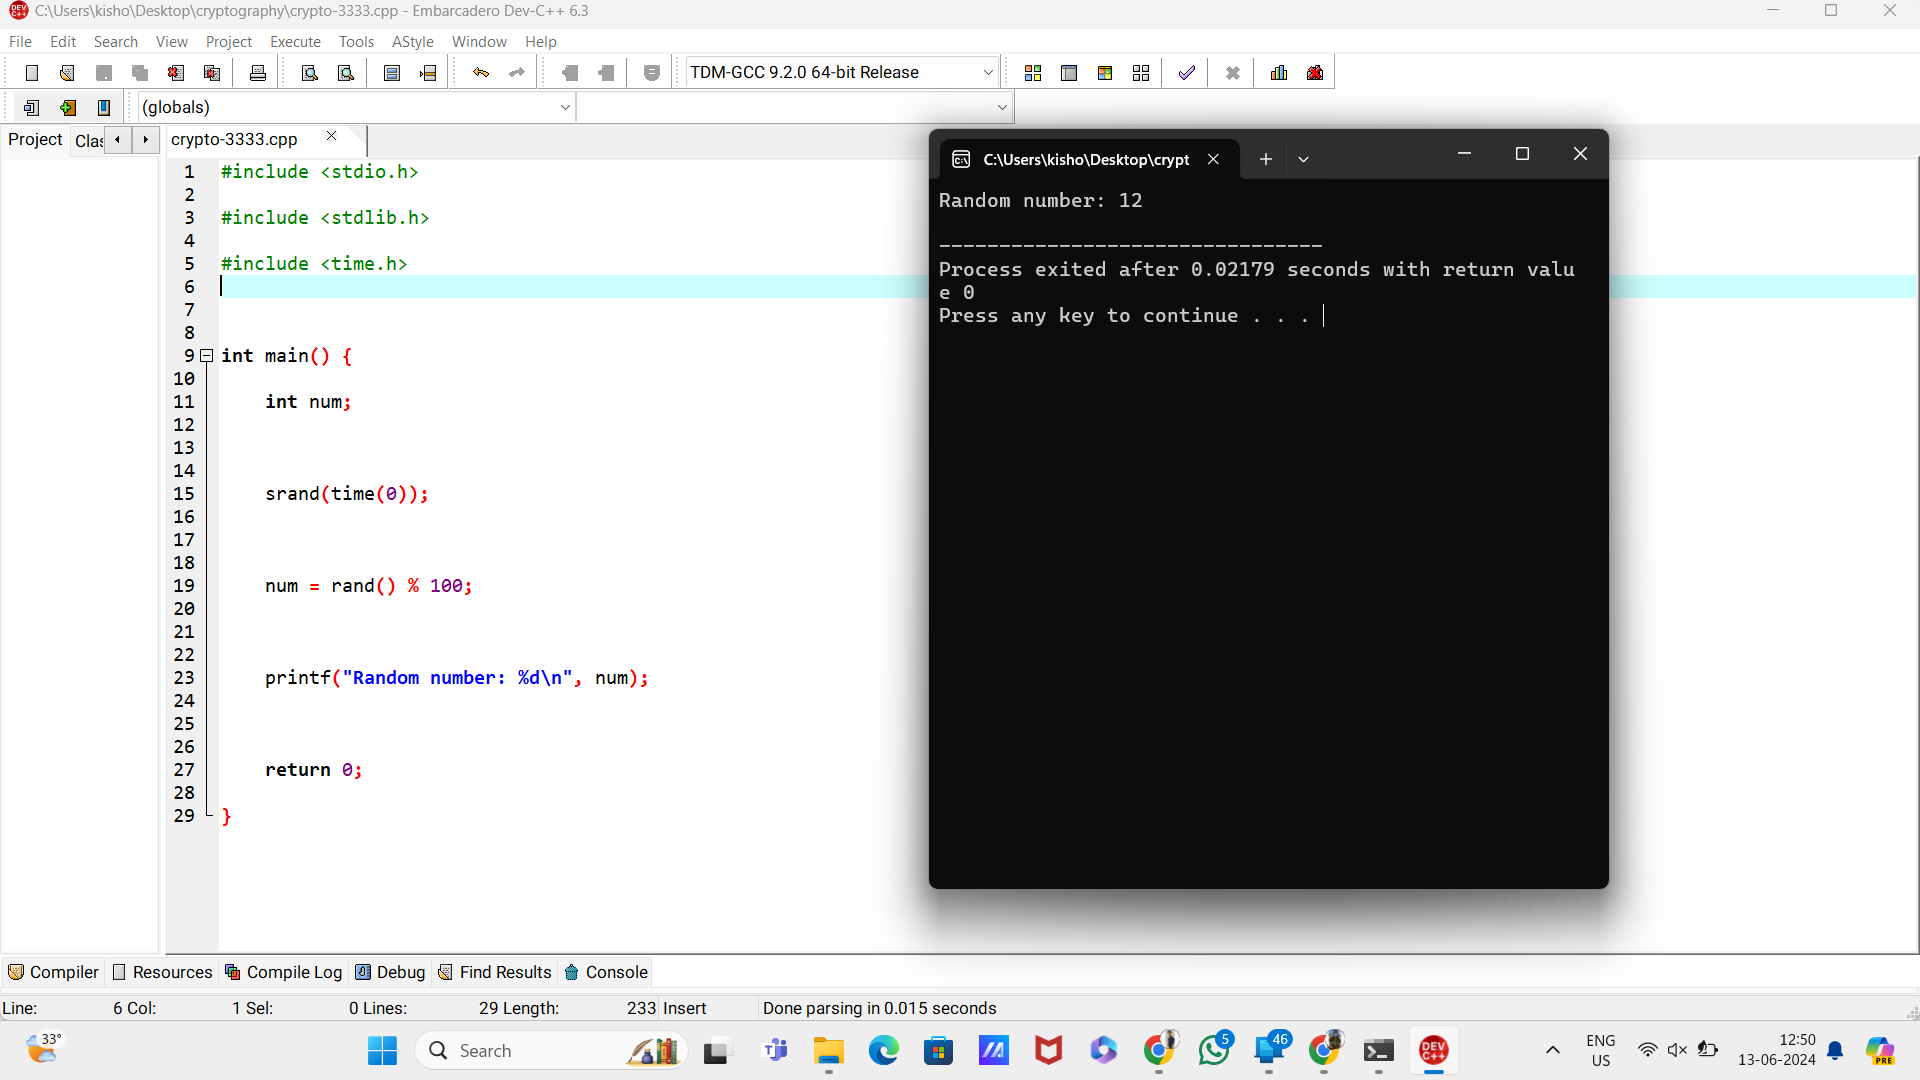 C:\Users\kisho\Desktop\cryptography\crypto-3333.cpp - Embarcadero Dev-C++ 6.3
File Edit Search View Project Execute Tools AStyle Window Help
TDM-GCC 9.2.0 64-bit Release
(globals)
Project Clas crypto-3333.cpp
1 #include <stdio.h>
2
3 #include <stdlib.h>
4
5 #include <time.h>
6
7
8
9 int main() {
10
11 int num;
12
13
14
15 srand(time(0));
16
17
18
19 num = rand() % 100;
20
21
22
23 printf("Random number: %d\n", num);
24
25
26
27 return 0;
28
29 }
C:\Users\kisho\Desktop\crypt
Random number: 12
--------------------------------
Process exited after 0.02179 seconds with return valu
e 0
Press any key to continue . . .
Compiler Resources Compile Log Debug Find Results Console
Line: 6 Col: 1 Sel: 0 Lines: 29 Length: 233 Insert Done parsing in 0.015 seconds
33°
Search
5
46
DEV C++
ENG
US
12:50
13-06-2024
PRE